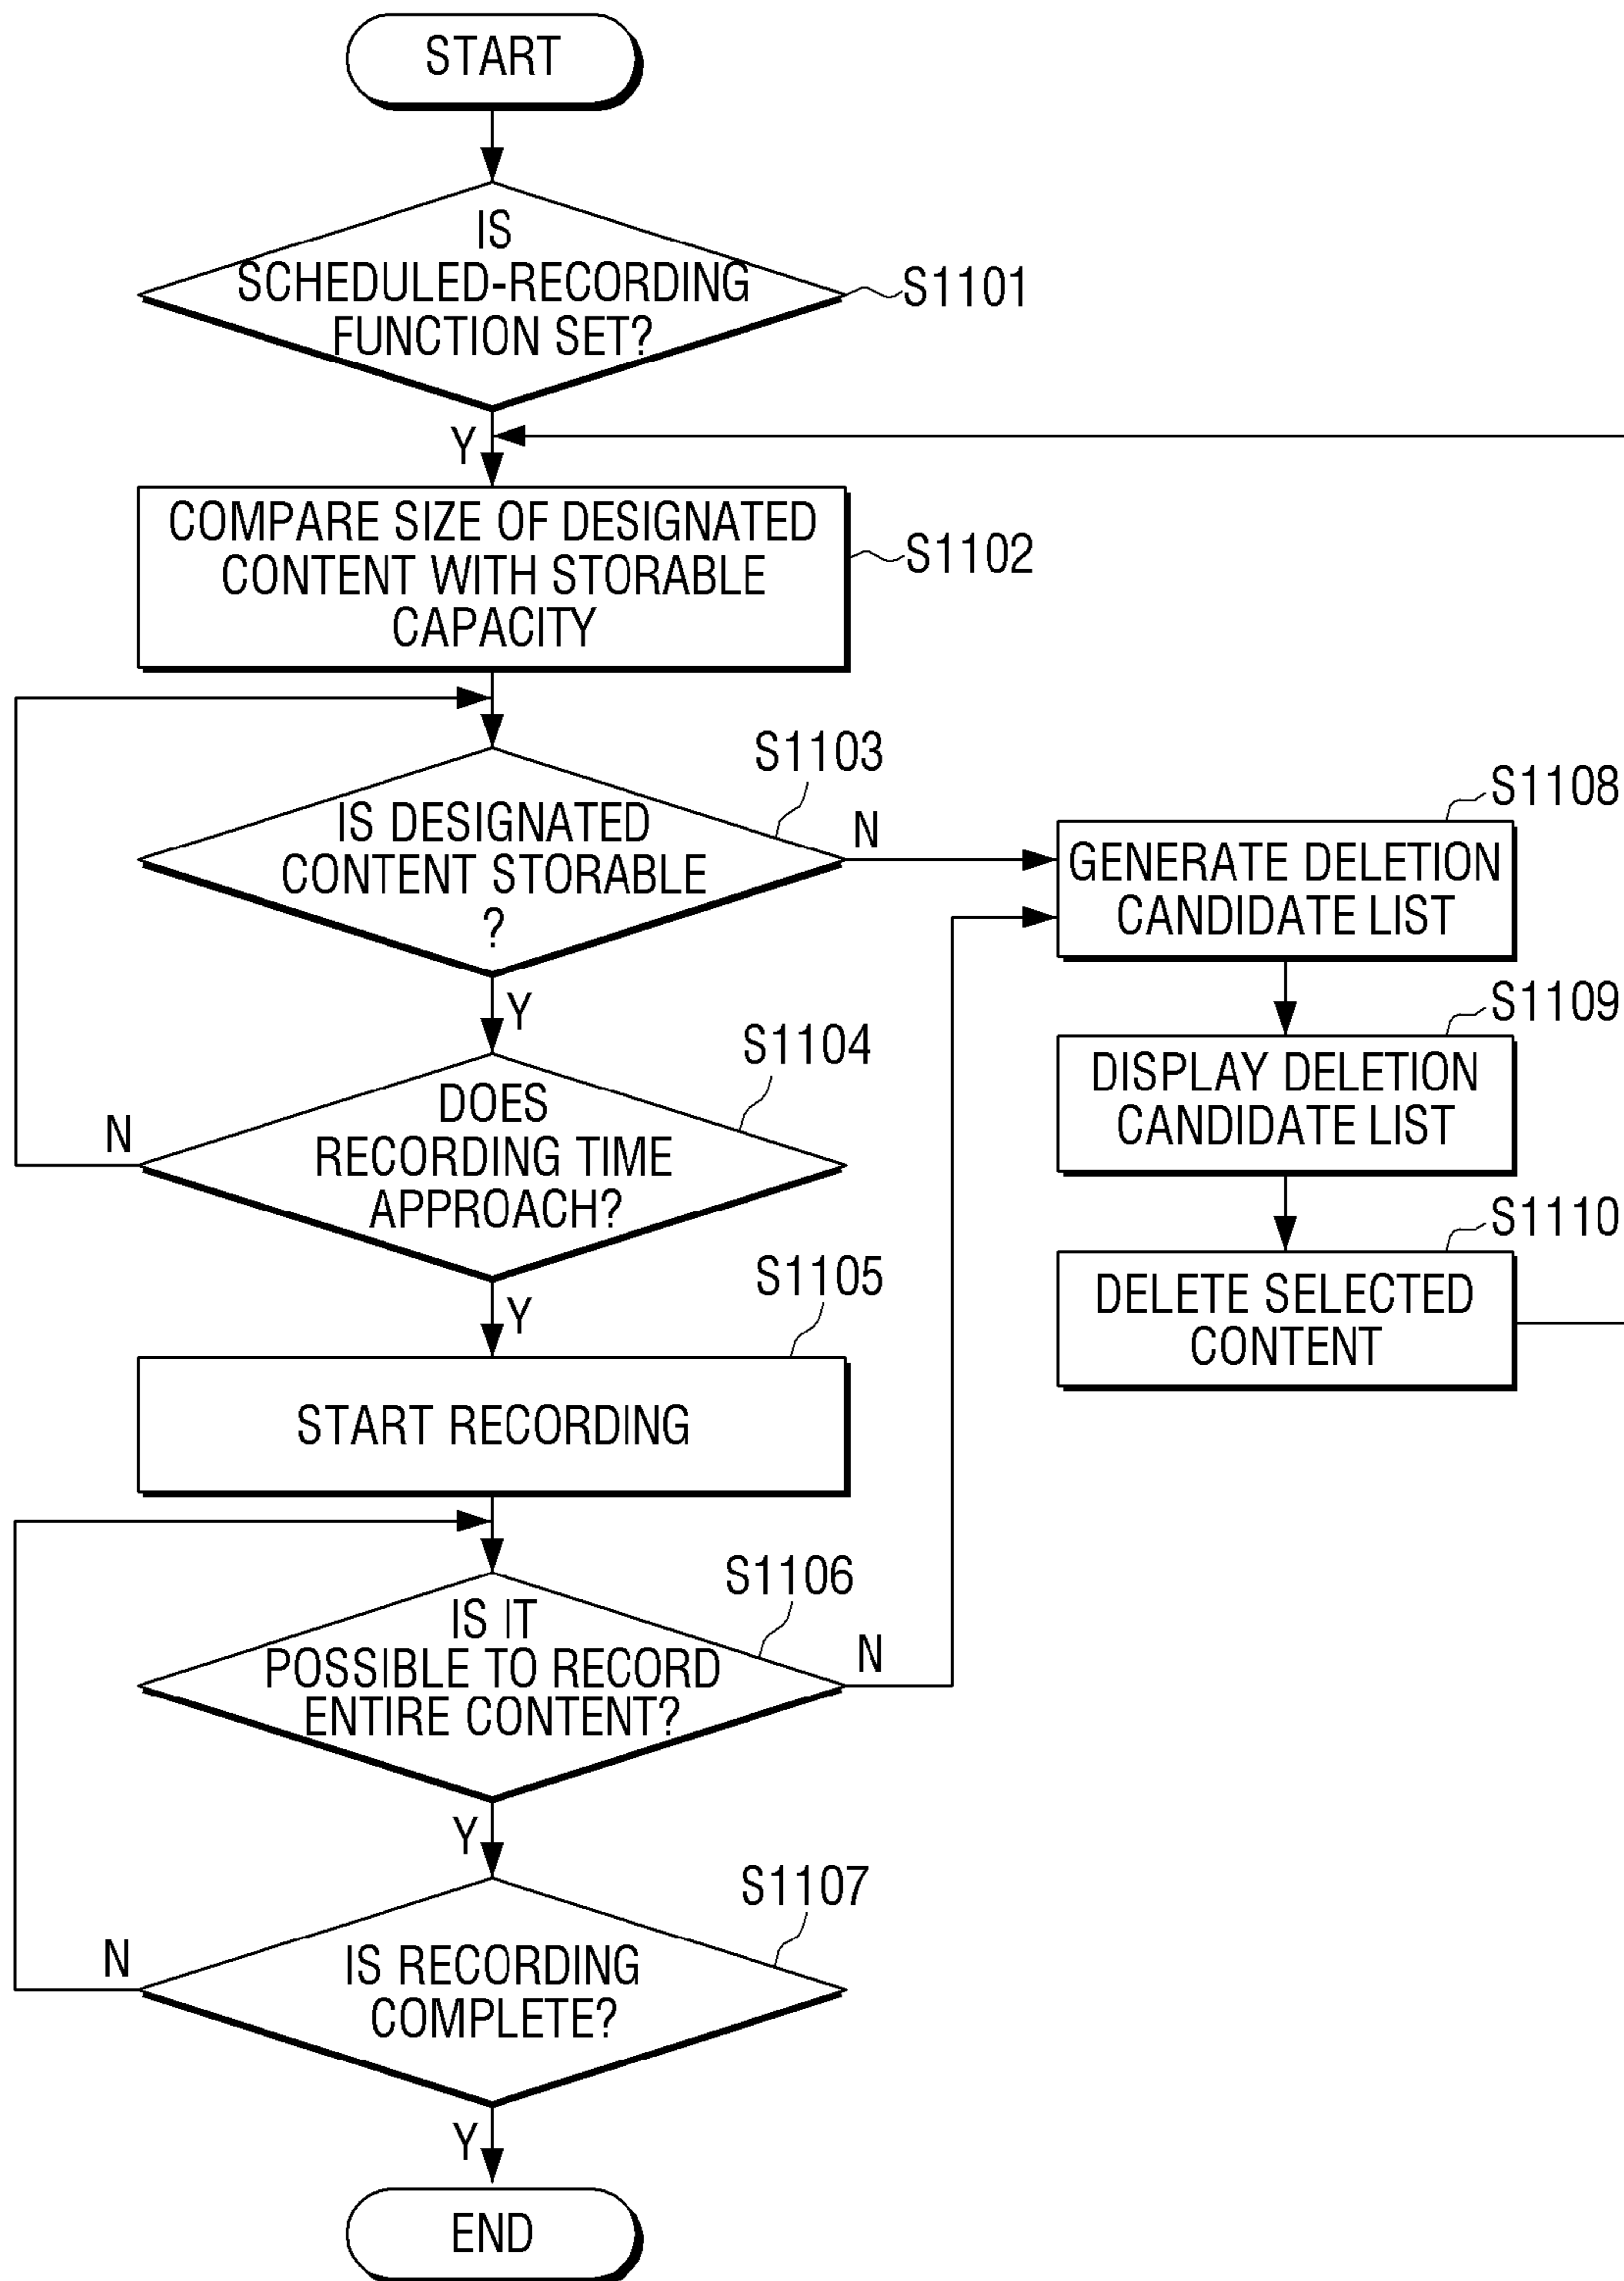 START
IS
SCHEDULED-RECORDING
FUNCTION SET?
S1101
Y
COMPARE SIZE OF DESIGNATED
CONTENT WITH STORABLE
CAPACITY
S1102
S1103
IS DESIGNATED
CONTENT STORABLE
?
N
Y
S1108
GENERATE DELETION
CANDIDATE LIST
S1109
DISPLAY DELETION
CANDIDATE LIST
S1110
DELETE SELECTED
CONTENT
S1104
DOES
RECORDING TIME
APPROACH?
N
Y
S1105
START RECORDING
S1106
IS IT
POSSIBLE TO RECORD
ENTIRE CONTENT?
N
Y
S1107
IS RECORDING
COMPLETE?
N
Y
END